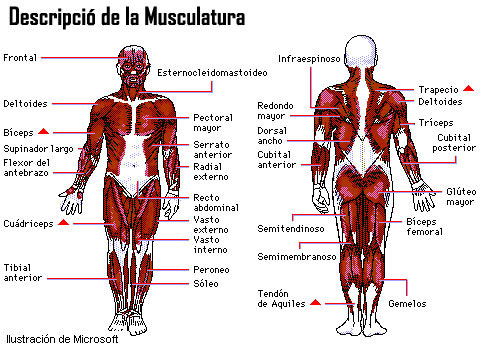 Descripció de la Musculatura
Frontal
Esternocleidomastoideo
Deltoides
Biceps
Supinador largo
Flexor del
antebrazo
Pectoral
mayor
Serrato
anterior
Radial
externo
Recto
abdominal
Cuádriceps
Vasto
externo
Vasto
interno
Tibial
anterior
Peroneo
Sóleo
Infraespinoso
Trapecio
Deltoides
Redondo
mayor
Tríceps
Dorsal
ancho
Cubital
posterior
Cubital
anterior
Glúteo
mayor
Semitendinoso
Bíceps
femoral
Semimembranoso
Tendón
de Aquiles
Gemelos
Ilustración de Microsoft